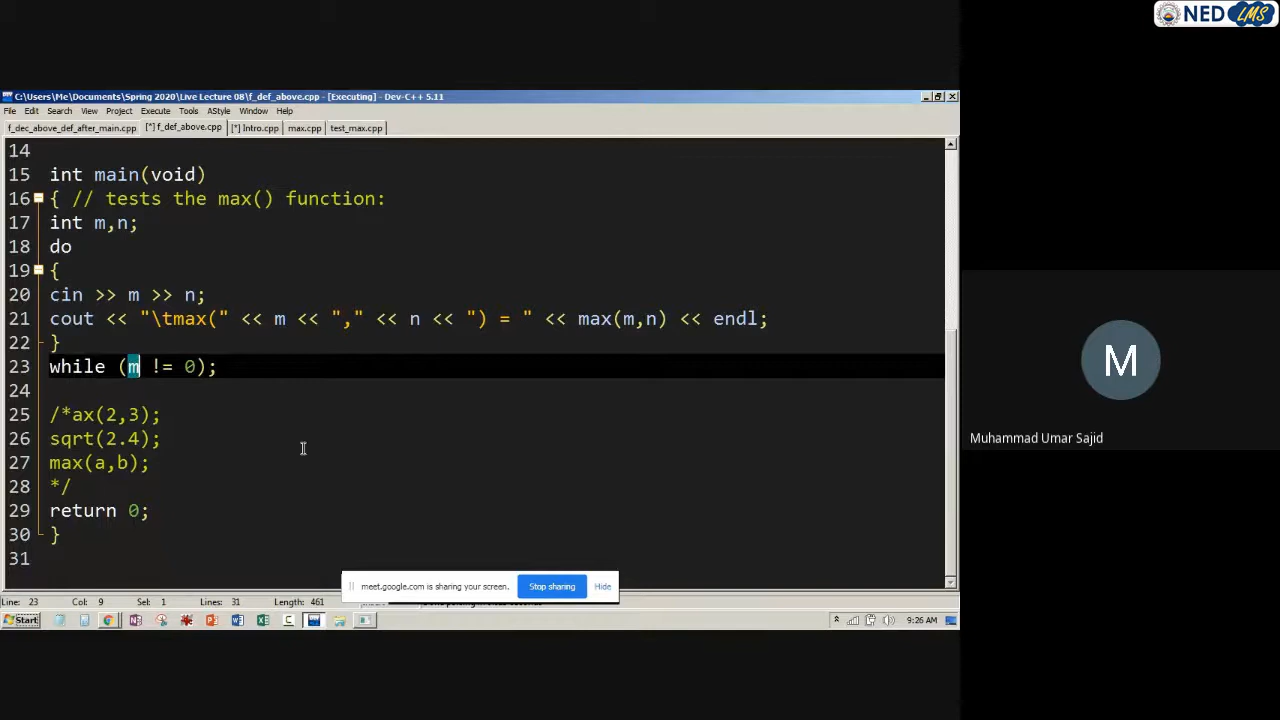 NED LMS
C:\Users\Me\Documents\Spring 2020\Live Lecture 08\f_def_above.cpp - [Executing] - Dev-C++ 5.11
File Edit Search View Project Execute Tools AStyle Window Help
f_dec_above_def_after_main.cpp [*] f_def_above.cpp [*] Intro.cpp max.cpp test_max.cpp
14
15 int main(void)
16 { // tests the max() function:
17 int m,n;
18 do
19 {
20 cin >> m >> n;
21 cout << "\tmax(" << m << "," << n << ") = " << max(m,n) << endl;
22 }
23 while (m != 0);
24
25 /*ax(2,3);
26 sqrt(2.4);
27 max(a,b);
28 */
29 return 0;
30 }
31
M
Muhammad Umar Sajid
meet.google.com is sharing your screen. Stop sharing Hide
Line: 23 Col: 9 Sel: 1 Lines: 31 Length: 461
Start 9:26 AM